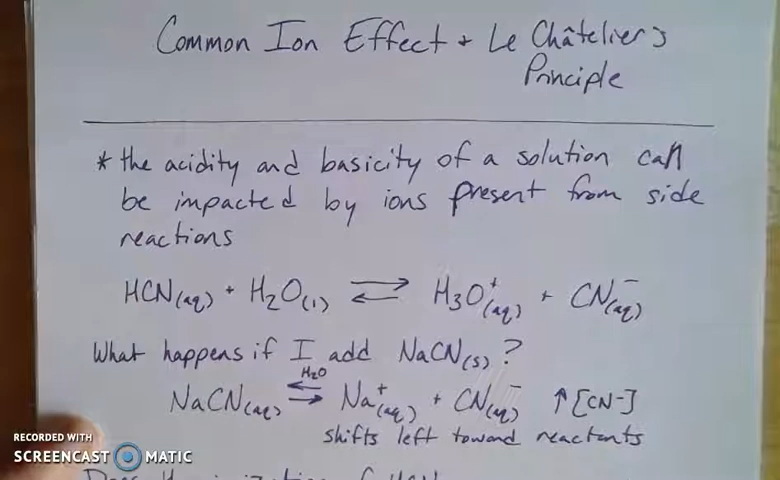 Common Ion Effect + Le Châtelier's
Principle
* the acidity and basicity of a solution can
be impacted by ions present from side
reactions
HCN(aq) + H2O(l) ⇌ H3O+(aq) + CN-(aq)
What happens if I add NaCN(s)?
H2O
NaCN(aq) ⇌ Na+(aq) + CN-(aq) ↑[CN-]
shifts left toward reactants
RECORDED WITH
SCREENCAST MATIC